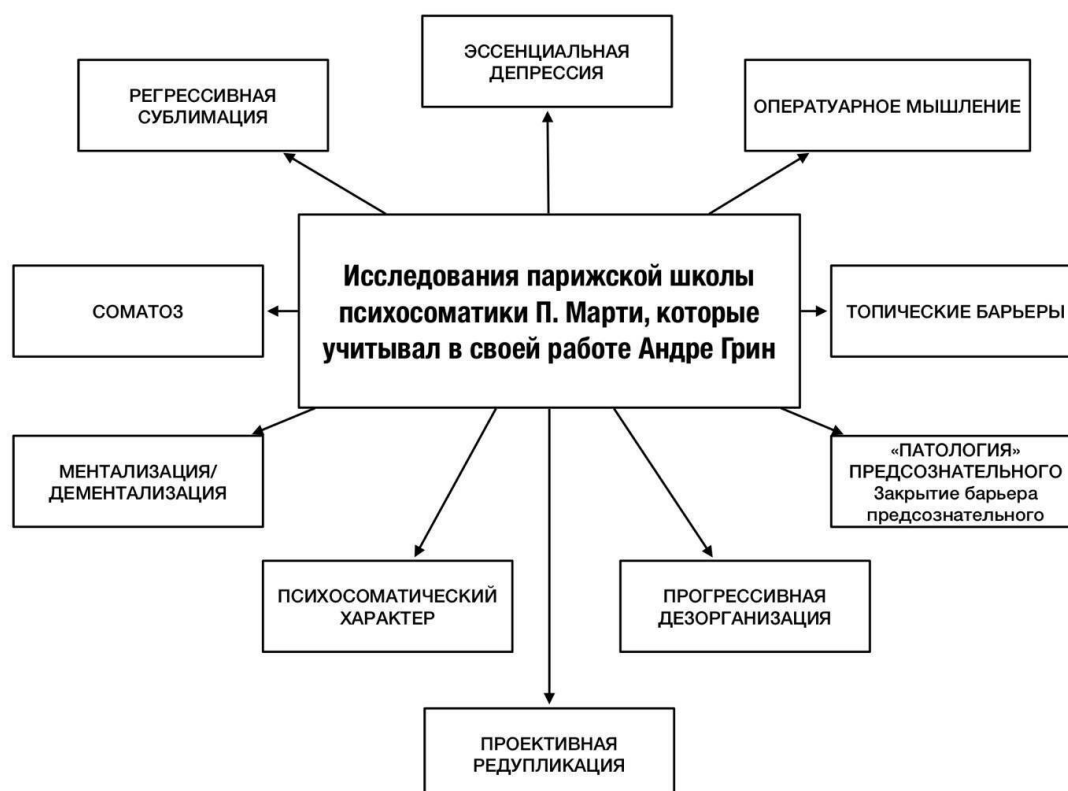 ЭССЕНЦИАЛЬНАЯ
ДЕПРЕССИЯ
РЕГРЕССИВНАЯ
СУБЛИМАЦИЯ
ОПЕРАТУАРНОЕ МЫШЛЕНИЕ
Исследования парижской школы
психосоматики П. Марти, которые
учитывал в своей работе Андре Грин
СОМАТОЗ
ТОПИЧЕСКИЕ БАРЬЕРЫ
МЕНТАЛИЗАЦИЯ/
ДЕМЕНТАЛИЗАЦИЯ
«ПАТОЛОГИЯ»
ПРЕДСОЗНАТЕЛЬНОГО
Закрытие барьера
предсознательного
ПСИХОСОМАТИЧЕСКИЙ
ХАРАКТЕР
ПРОГРЕССИВНАЯ
ДЕЗОРГАНИЗАЦИЯ
ПРОЕКТИВНАЯ
РЕДУПЛИКАЦИЯ